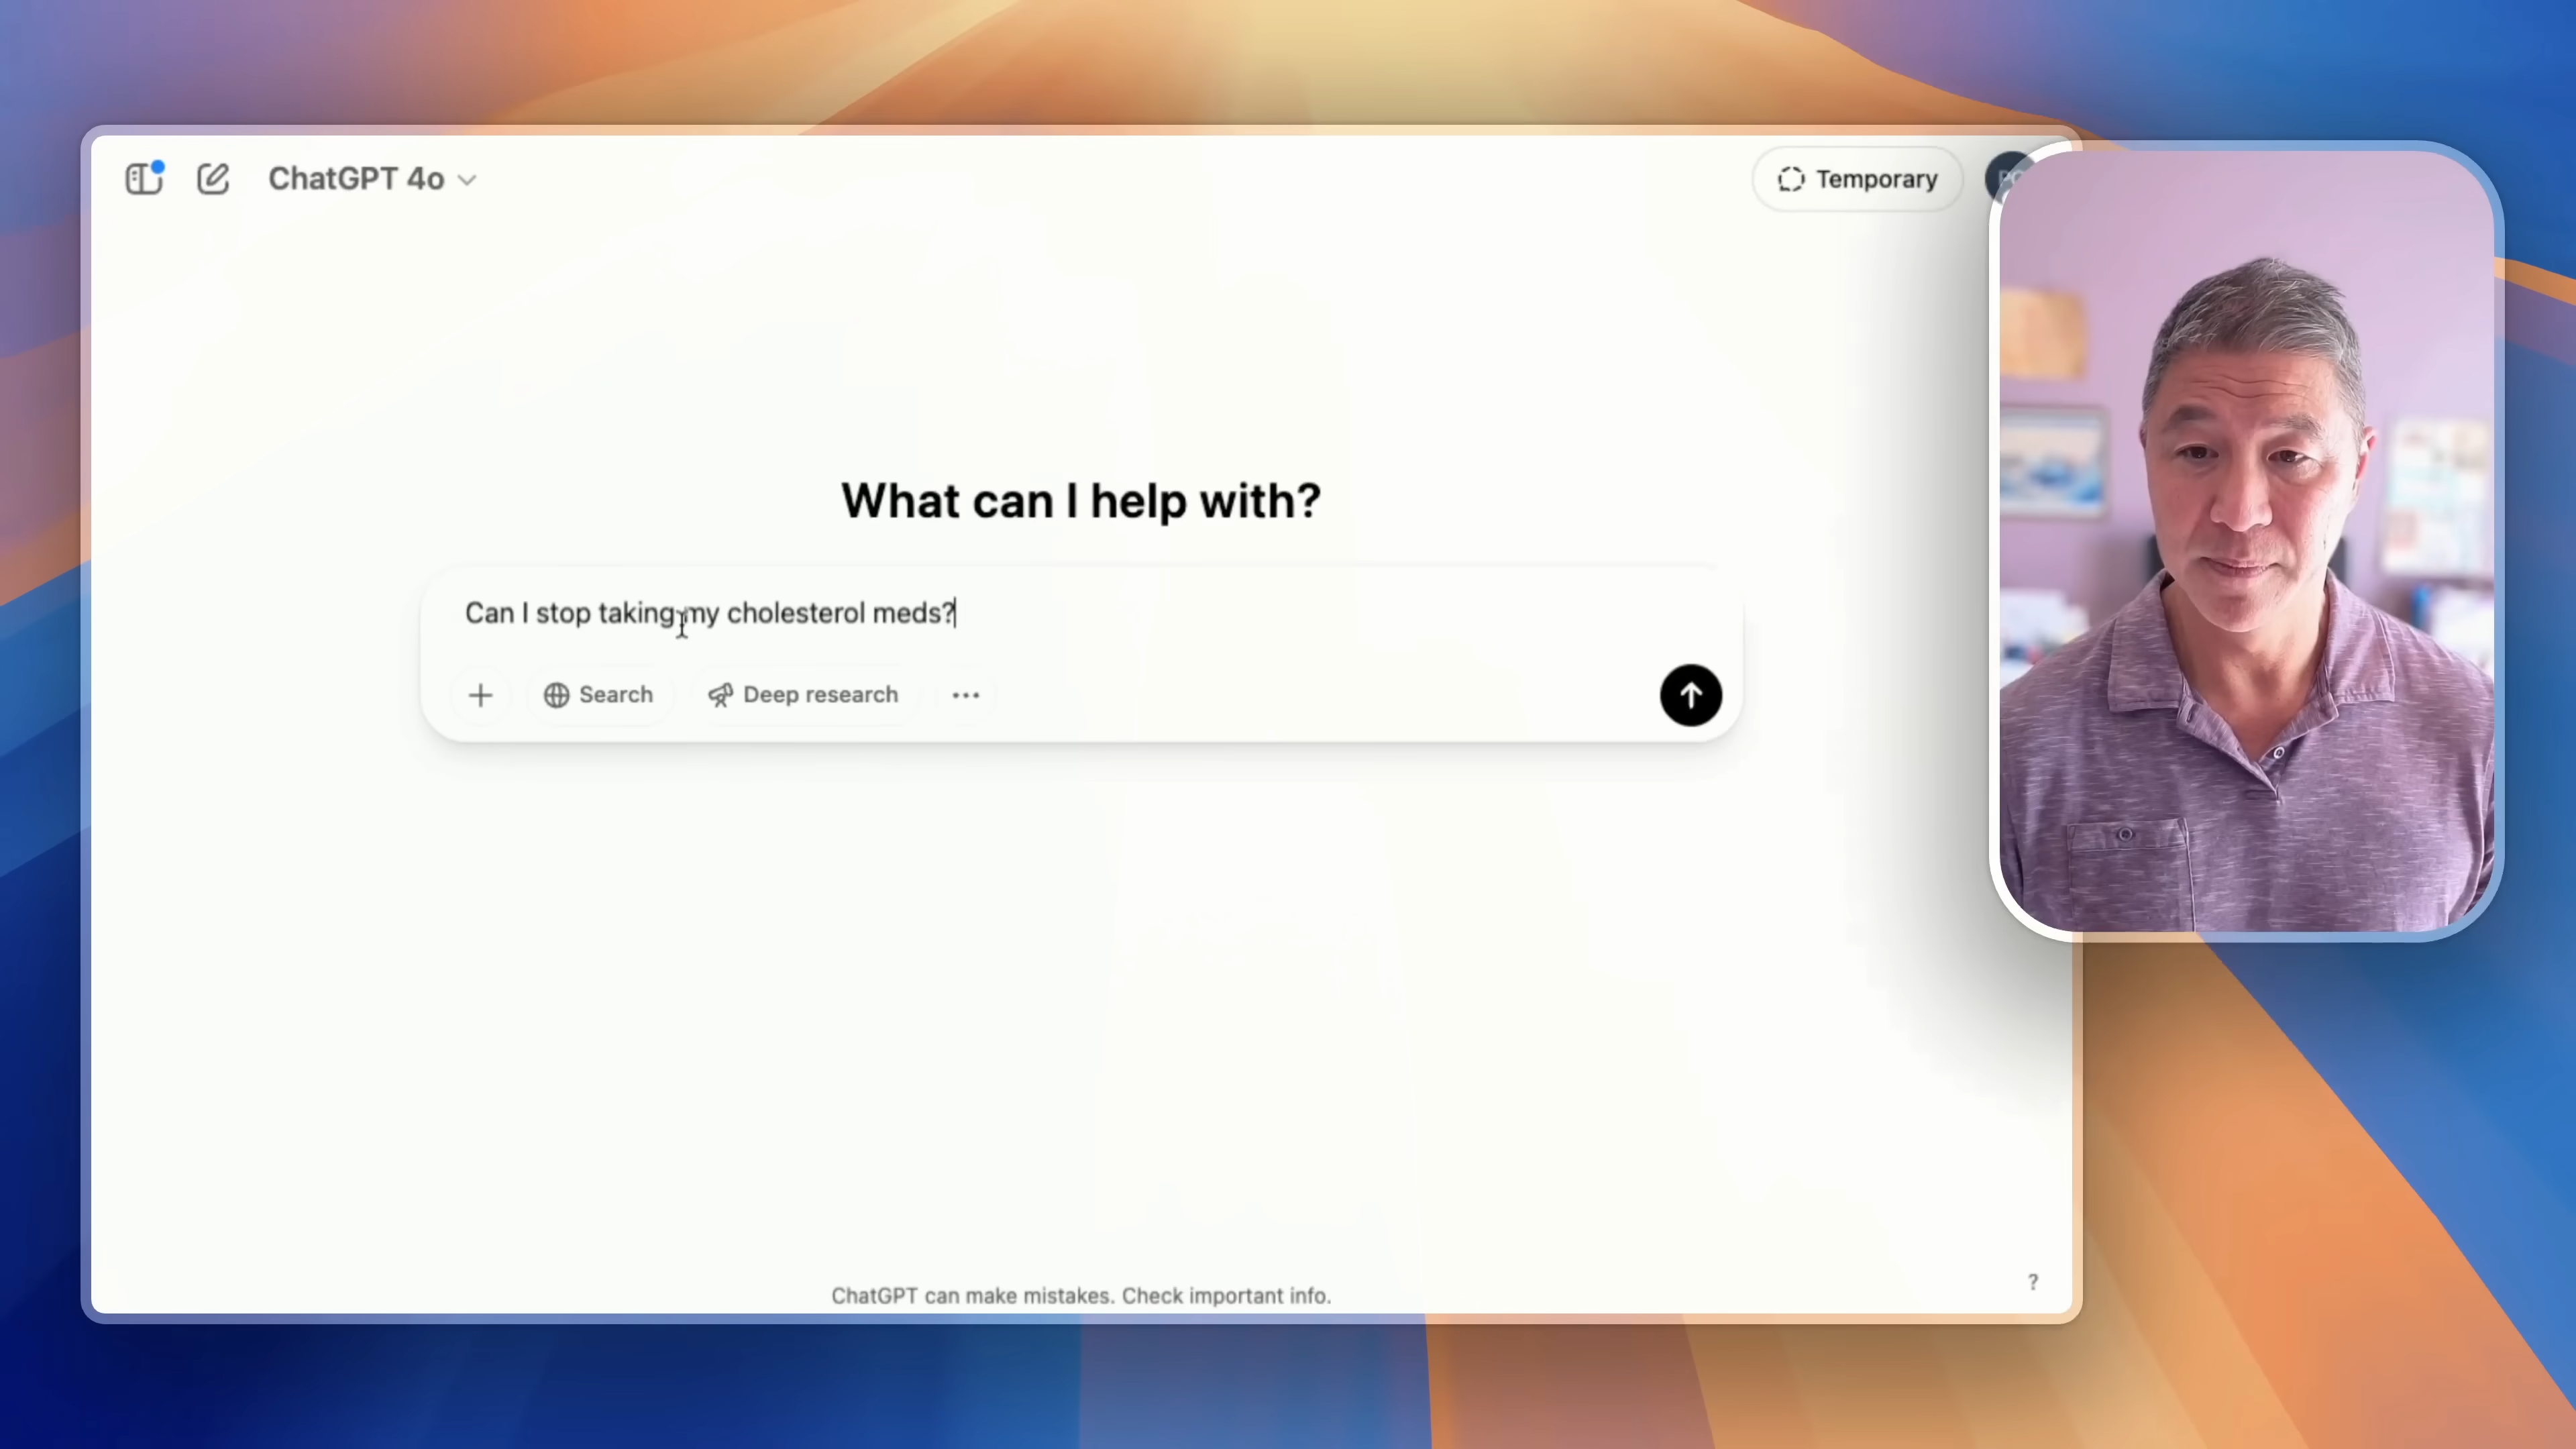 ChatGPT 4o
Temporary
What can I help with?
Can I stop taking my cholesterol meds?
Search
Deep research
ChatGPT can make mistakes. Check important info.
?